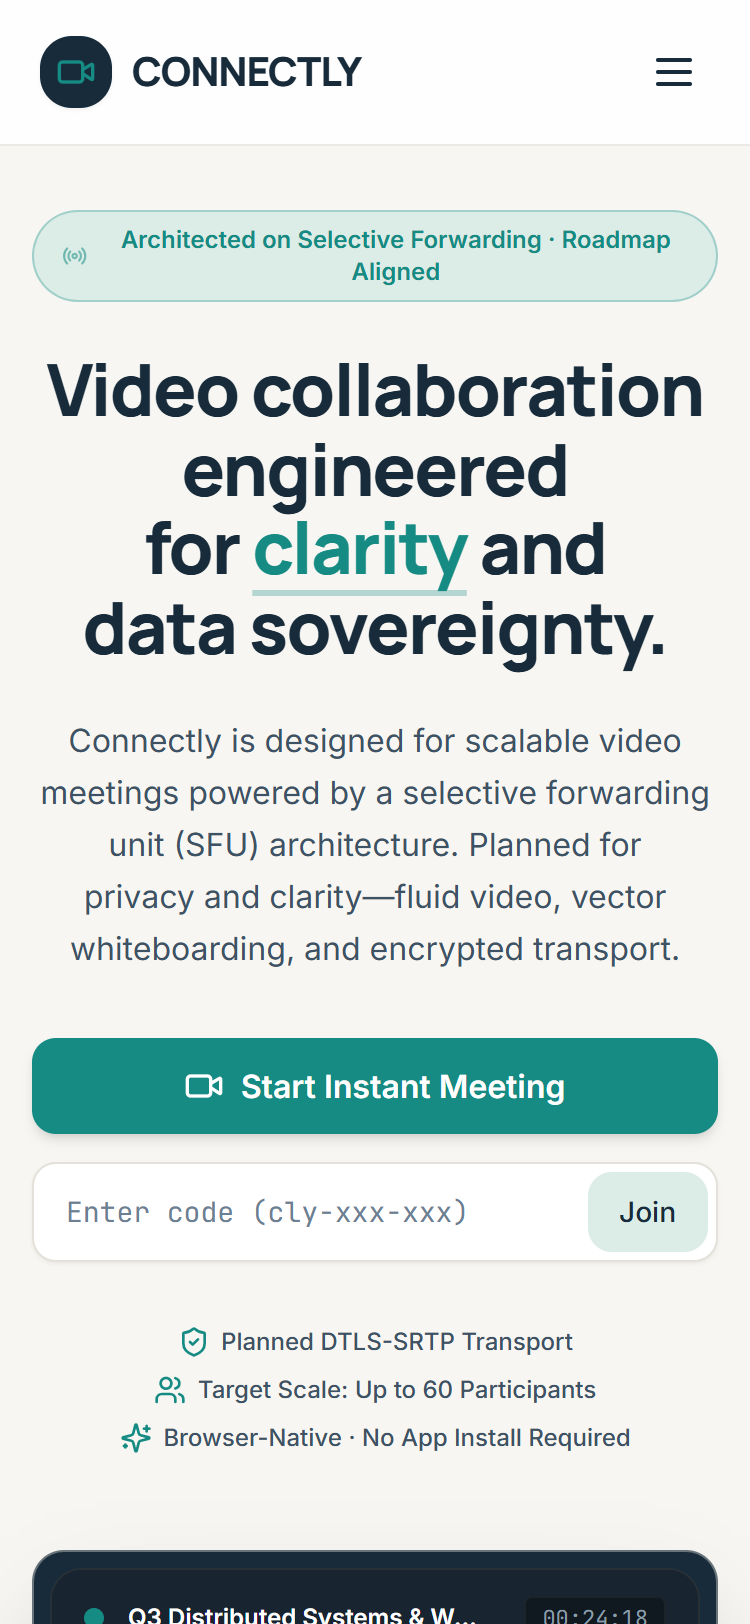 CONNECTLY
Architected on Selective Forwarding · Roadmap
Aligned
Video collaboration
engineered
for clarity and
data sovereignty.
Connectly is designed for scalable video
meetings powered by a selective forwarding
unit (SFU) architecture. Planned for
privacy and clarity—fluid video, vector
whiteboarding, and encrypted transport.
Start Instant Meeting
Enter code (cly-xxx-xxx) Join
Planned DTLS-SRTP Transport
Target Scale: Up to 60 Participants
Browser-Native · No App Install Required
Q3 Distributed Systems & W... 00:24:18